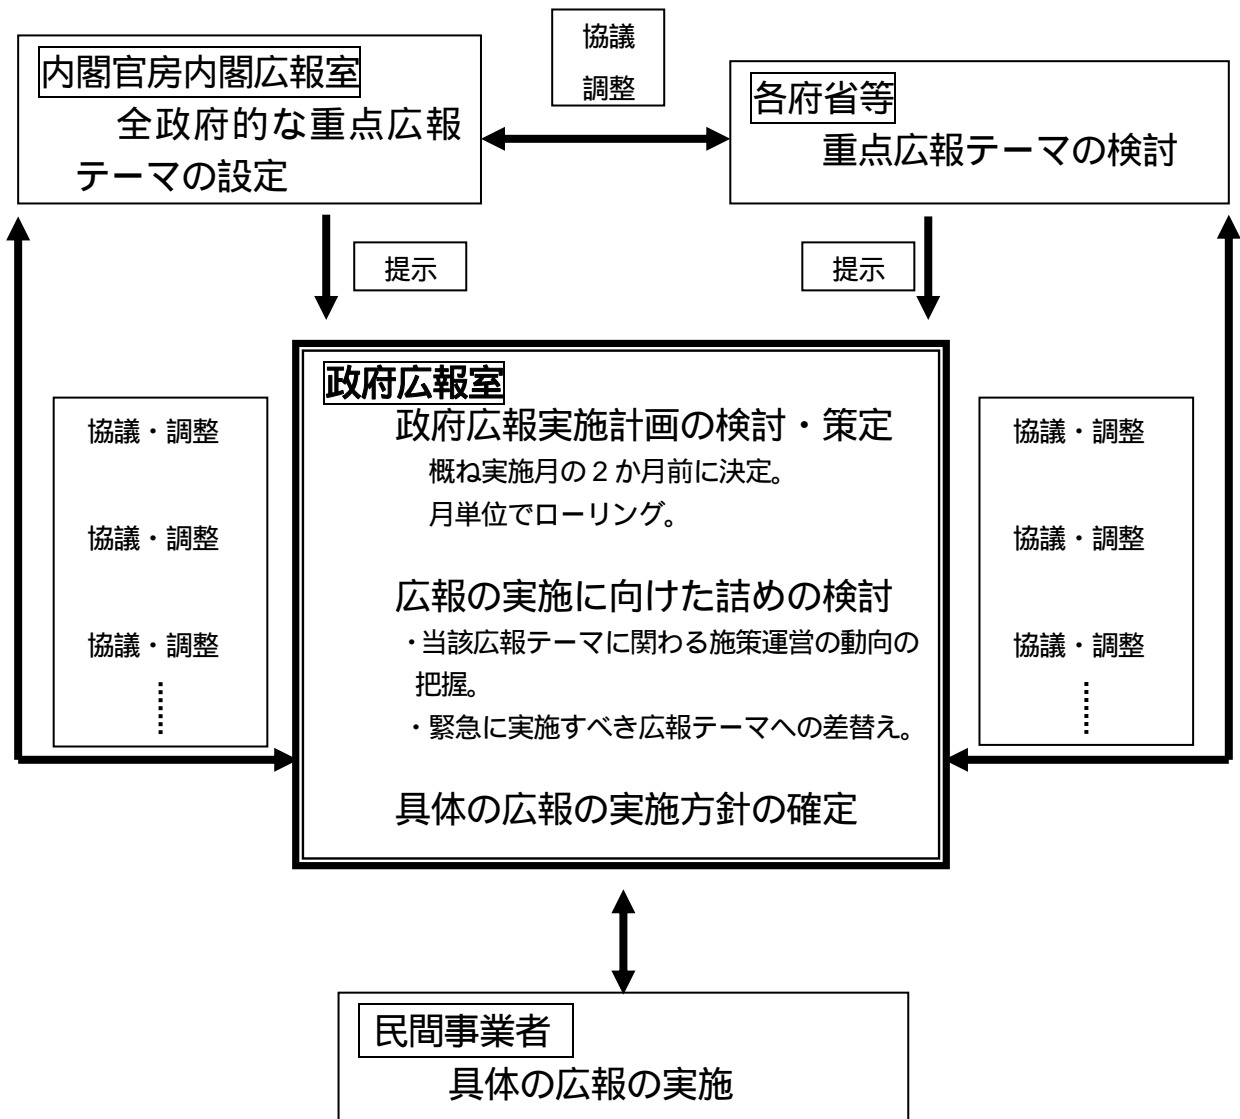 協議
調整
内閣官房内閣広報室
全政府的な重点広報
テーマの設定
各府省等
重点広報テーマの検討
提示
提示
政府広報室
政府広報実施計画の検討・策定
概ね実施月の２か月前に決定。
月単位でローリング。
広報の実施に向けた詰めの検討
・当該広報テーマに関わる施策運営の動向の
把握。
・緊急に実施すべき広報テーマへの差替え。
具体の広報の実施方針の確定
協議・調整
協議・調整
協議・調整
協議・調整
協議・調整
協議・調整
民間事業者
具体の広報の実施